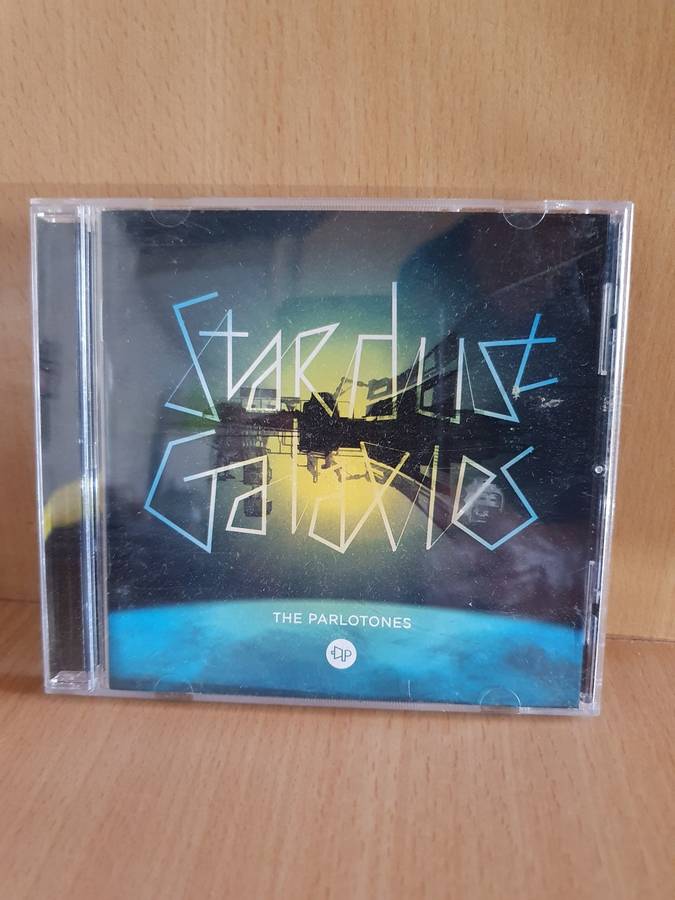 Stardust
Galaxies
THE PARLOTONES
P